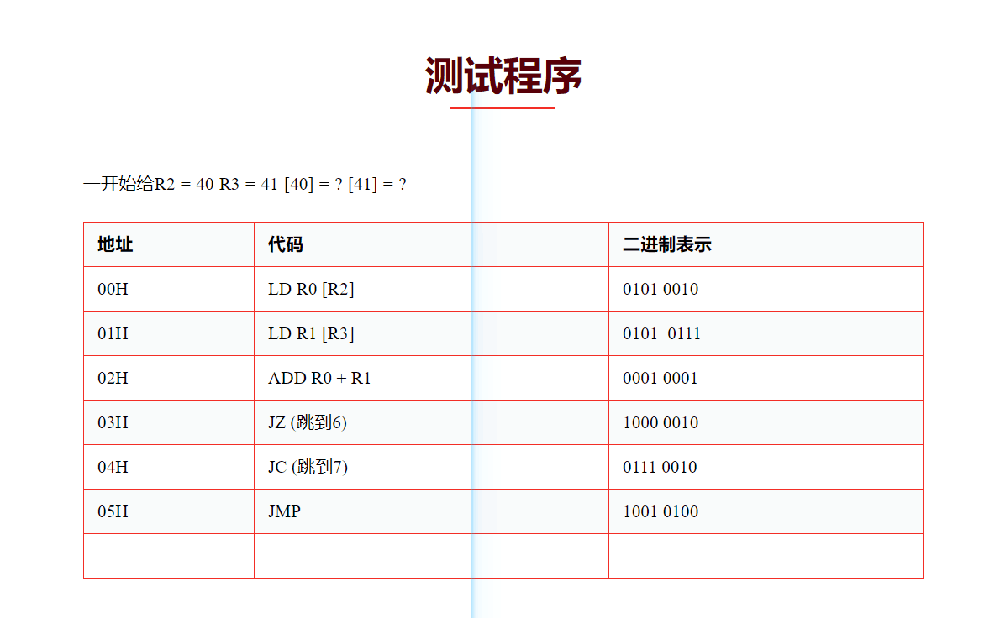 测试程序
一开始给R2 = 40 R3 = 41 [40] = ? [41] = ?
地址 代码 二进制表示
00H LD R0 [R2] 0101 0010
01H LD R1 [R3] 0101  0111
02H ADD R0 + R1 0001 0001
03H JZ (跳到6) 1000 0010
04H JC (跳到7) 0111 0010
05H JMP 1001 0100